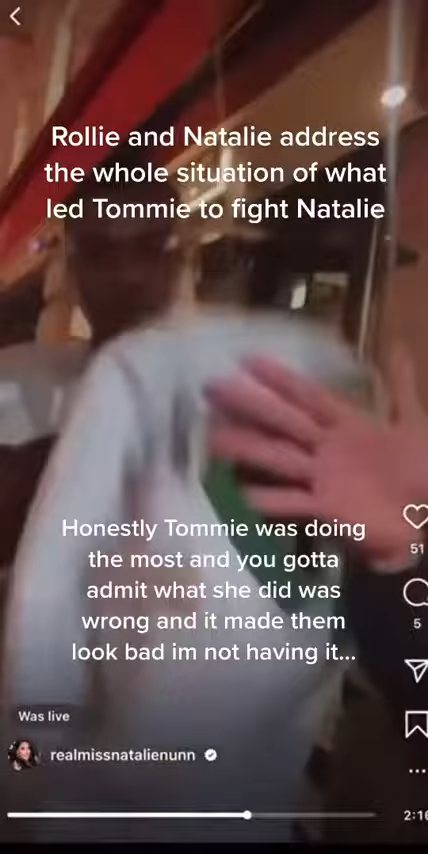 Rollie and Natalie address
the whole situation of what
led Tommie to fight Natalie
Honestly Tommie was doing
the most and you gotta
admit what she did was
wrong and it made them
look bad im not having it...
51
5
Was live
realmissnatalienunn